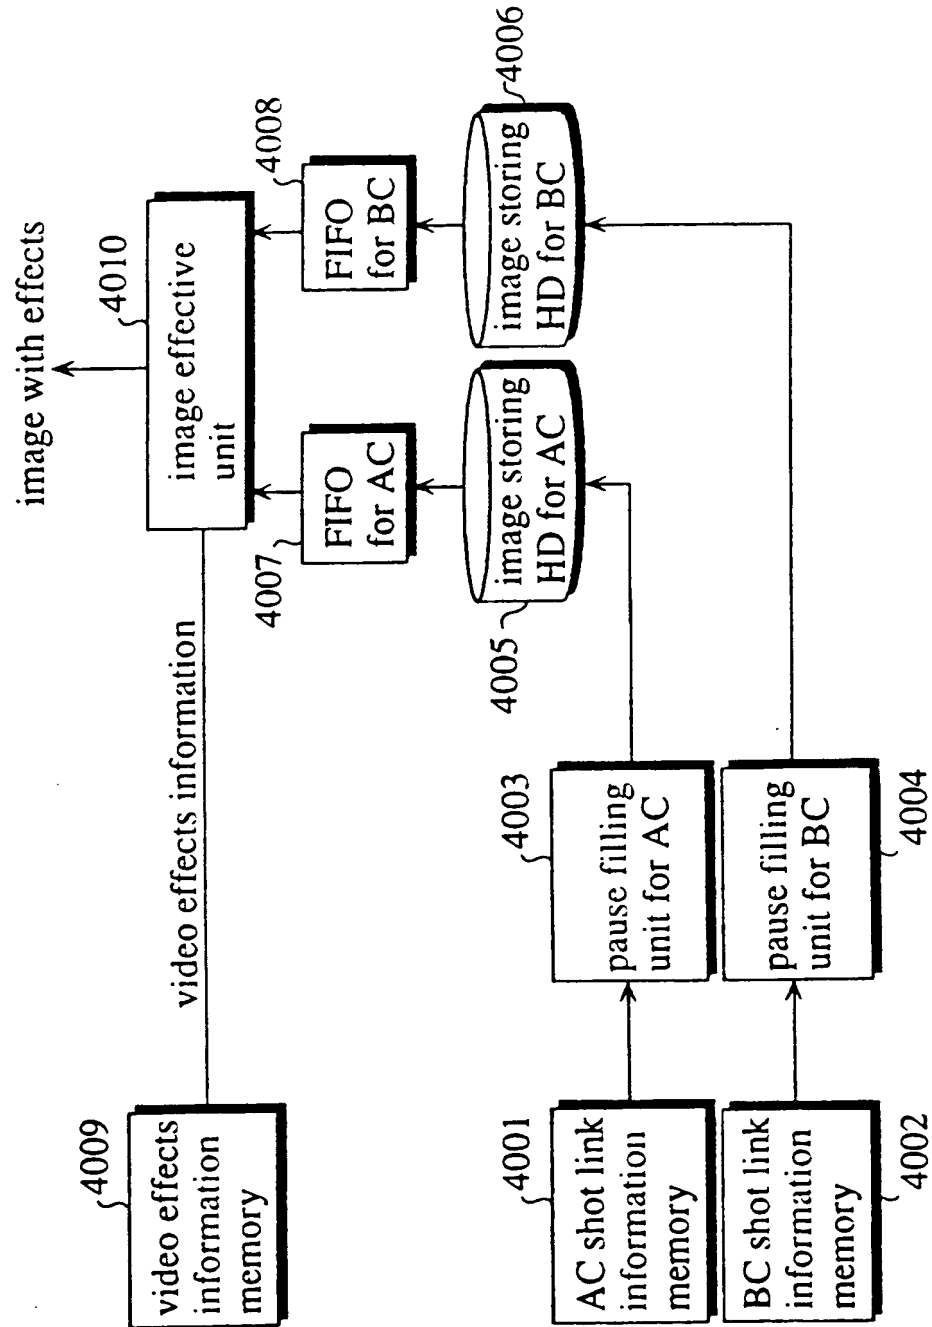 image with effects
4010
image effective
unit
video effects information
4009
video effects
information
memory
4008
FIFO
for BC
4007
FIFO
for AC
4006
image storing
HD for BC
4005
image storing
HD for AC
4003
pause filling
unit for AC
4004
pause filling
unit for BC
4001
AC shot link
information
memory
4002
BC shot link
information
memory